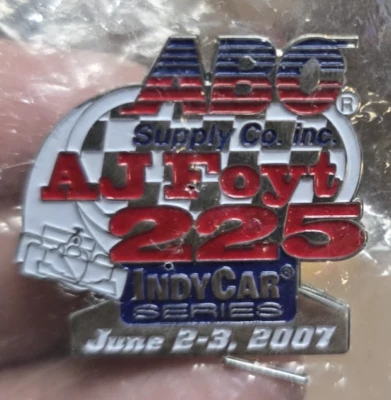 ABC®
Supply Co. inc.
AJ Foyt
225
INDYCAR®
SERIES
June 2-3, 2007